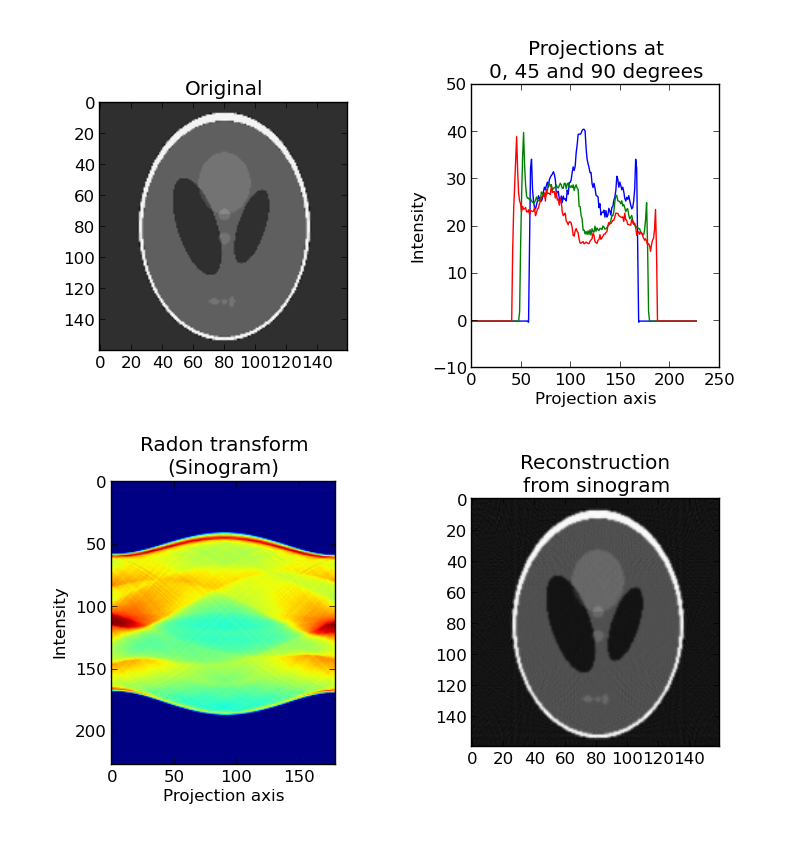 Original
0
20
40
60
80
100
120
140
0 20 40 60 80 100120140
Projections at
0, 45 and 90 degrees
50
40
30
20
10
0
−10
Intensity
0 50 100 150 200 250
Projection axis
Radon transform
(Sinogram)
0
50
100
150
200
Intensity
0 50 100 150
Projection axis
Reconstruction
from sinogram
0
20
40
60
80
100
120
140
0 20 40 60 80 100120140